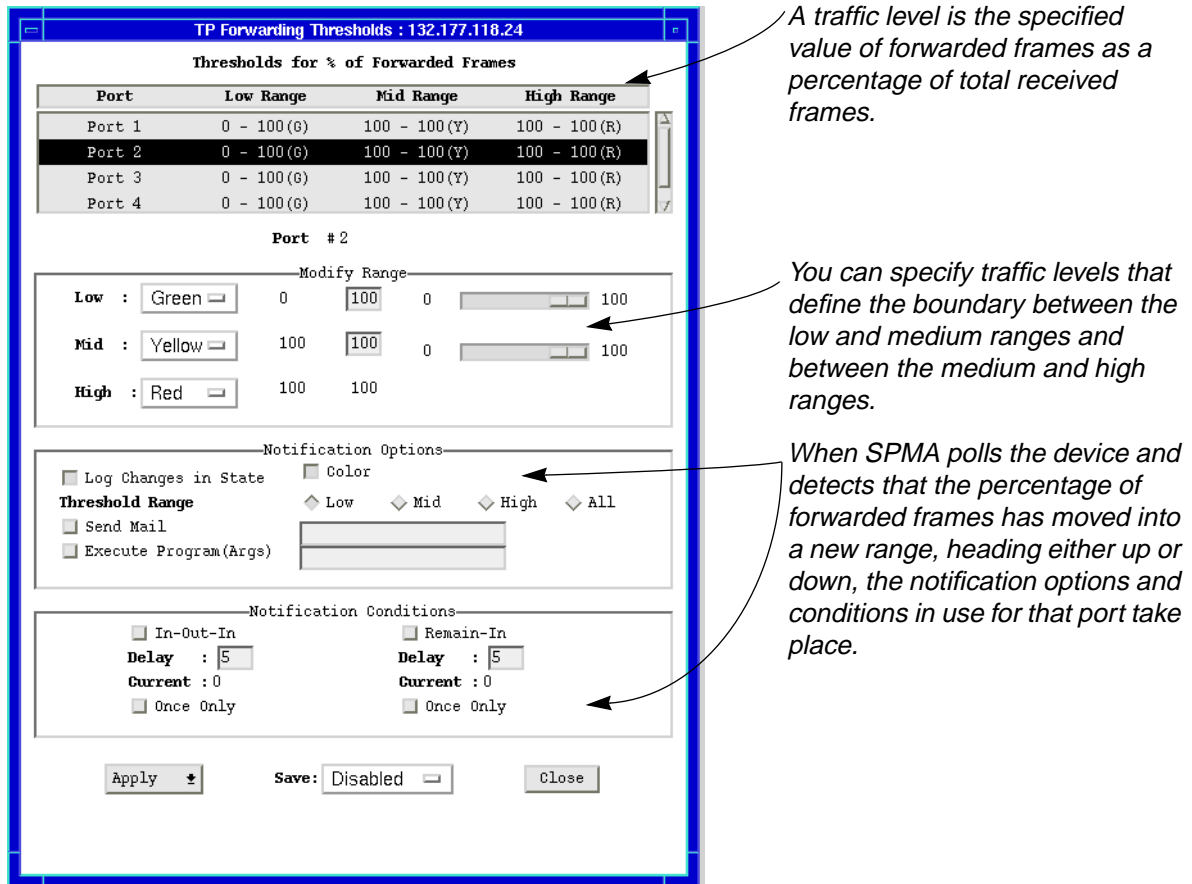 TP Forwarding Thresholds : 132.177.118.24
Thresholds for % of Forwarded Frames
Port Low Range Mid Range High Range
Port 1 0 - 100(G) 100 - 100(Y) 100 - 100(R)
Port 2 0 - 100(G) 100 - 100(Y) 100 - 100(R)
Port 3 0 - 100(G) 100 - 100(Y) 100 - 100(R)
Port 4 0 - 100(G) 100 - 100(Y) 100 - 100(R)
Port #2
Modify Range
Low : Green 0 100 0 100
Mid : Yellow 100 100 0 100
High : Red 100 100
Notification Options
Log Changes in State Color
Threshold Range Low Mid High All
Send Mail
Execute Program(Args)
Notification Conditions
In-Out-In Remain-In
Delay : 5 Delay : 5
Current : 0 Current : 0
Once Only Once Only
Apply Save: Disabled Close
A traffic level is the specified
value of forwarded frames as a
percentage of total received
frames.
You can specify traffic levels that
define the boundary between the
low and medium ranges and
between the medium and high
ranges.
When SPMA polls the device and
detects that the percentage of
forwarded frames has moved into
a new range, heading either up or
down, the notification options and
conditions in use for that port take
place.